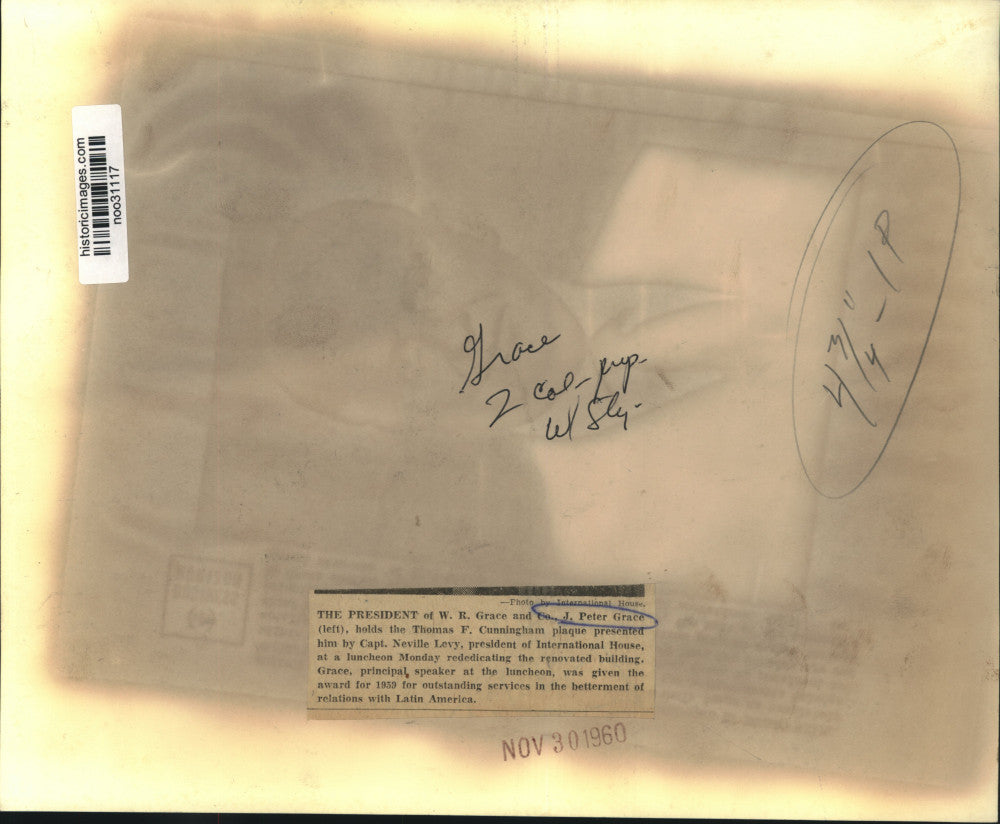 historicimages.com
noo31117
4 3/4" - 1P
Grace
2 col-
w/ Sly.
—Photo by International House.
THE PRESIDENT of W. R. Grace and Co., J. Peter Grace
(left), holds the Thomas F. Cunningham plaque presented
him by Capt. Neville Levy, president of International House,
at a luncheon Monday rededicating the renovated building.
Grace, principal speaker at the luncheon, was given the
award for 1959 for outstanding services in the betterment of
relations with Latin America.
NOV 30 1960